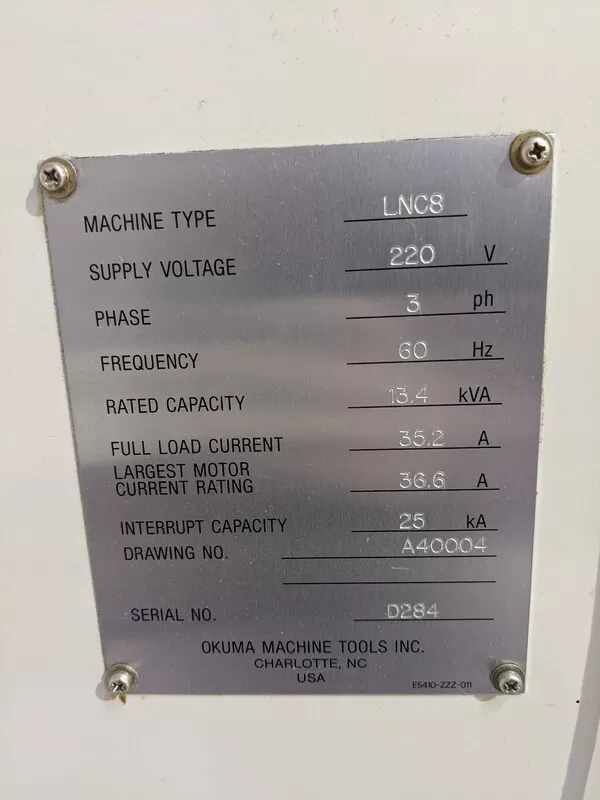 MACHINE TYPE LNC8
SUPPLY VOLTAGE 220 V
PHASE 3 ph
FREQUENCY 60 Hz
RATED CAPACITY 13.4 kVA
FULL LOAD CURRENT 35.2 A
LARGEST MOTOR
CURRENT RATING 36.6 A
INTERRUPT CAPACITY 25 kA
DRAWING NO. A40004
SERIAL NO. D284
OKUMA MACHINE TOOLS INC.
CHARLOTTE, NC
USA
E5410-ZZZ-011